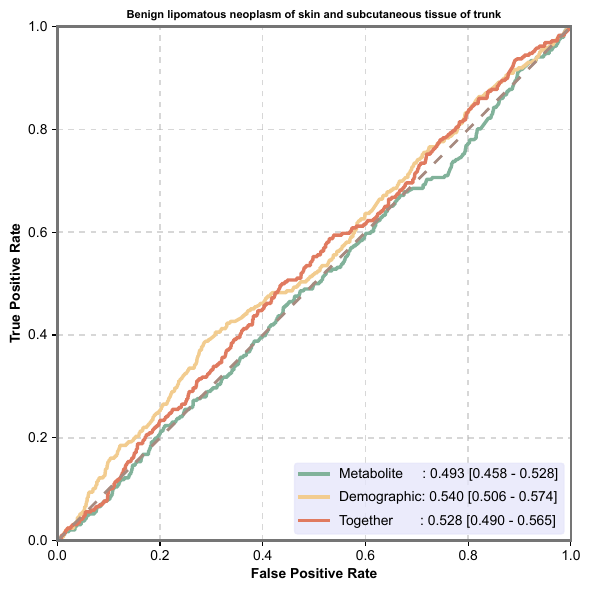 Benign lipomatous neoplasm of skin and subcutaneous tissue of trunk
1.0
0.8
0.6
0.4
0.2
0.0
True Positive Rate
Metabolite : 0.493 [0.458 - 0.528]
Demographic: 0.540 [0.506 - 0.574]
Together : 0.528 [0.490 - 0.565]
0.0 0.2 0.4 0.6 0.8 1.0
False Positive Rate